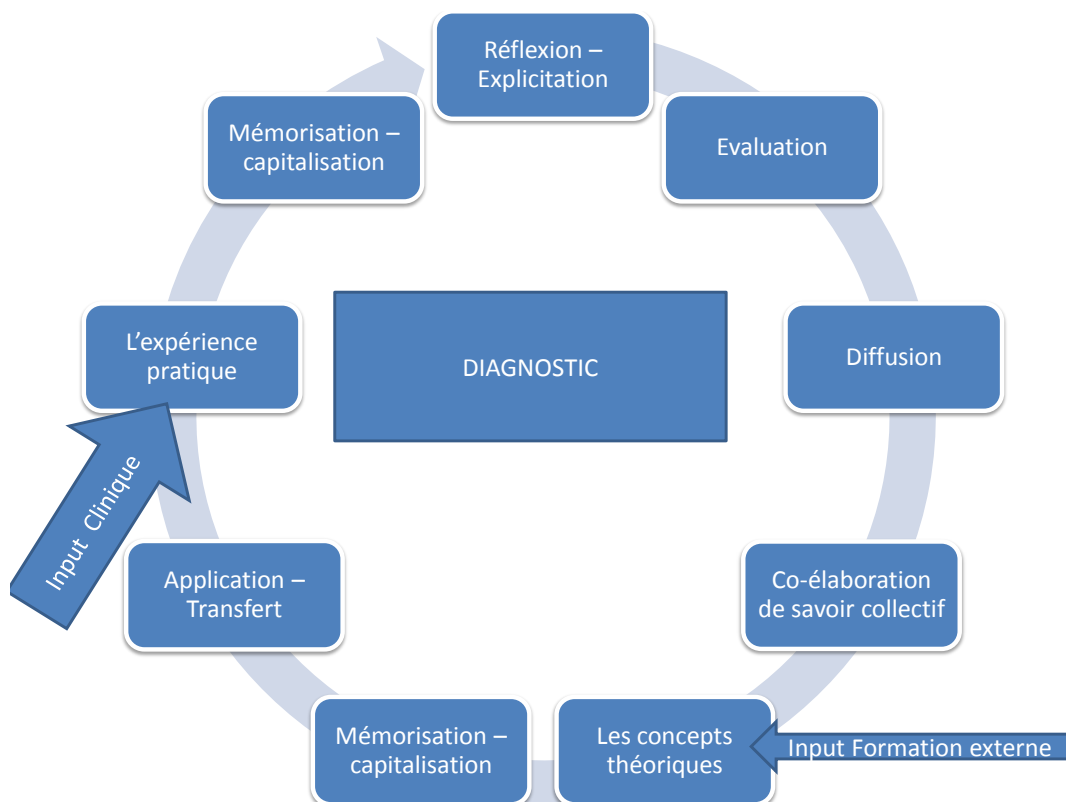 Réflexion –
Explicitation
Evaluation
Diffusion
Co-élaboration
de savoir collectif
Input Formation externe
Les concepts
théoriques
Mémorisation –
capitalisation
Application –
Transfert
Input Clinique
L’expérience
pratique
Mémorisation –
capitalisation
DIAGNOSTIC